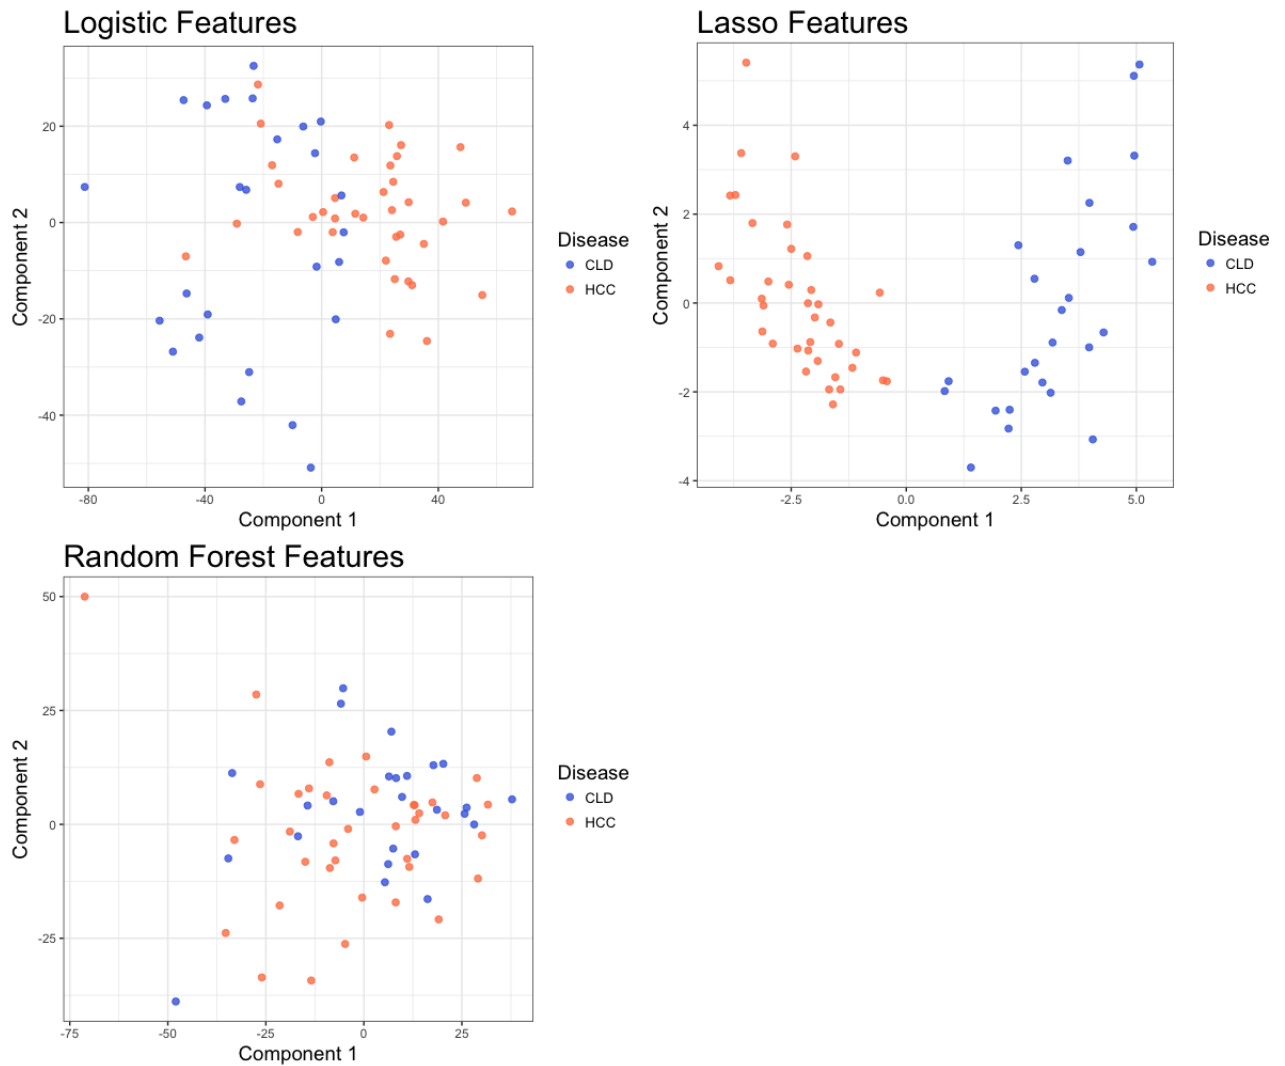 Logistic Features
20
0
-20
-40
-80
-40
0
40
Component 1
Component 2
Disease
CLD
HCC
Lasso Features
4
2
0
-2
-4
-2.5
0.0
2.5
5.0
Component 1
Component 2
Disease
CLD
HCC
Random Forest Features
50
25
0
-25
-75
-50
-25
0
25
Component 1
Component 2
Disease
CLD
HCC